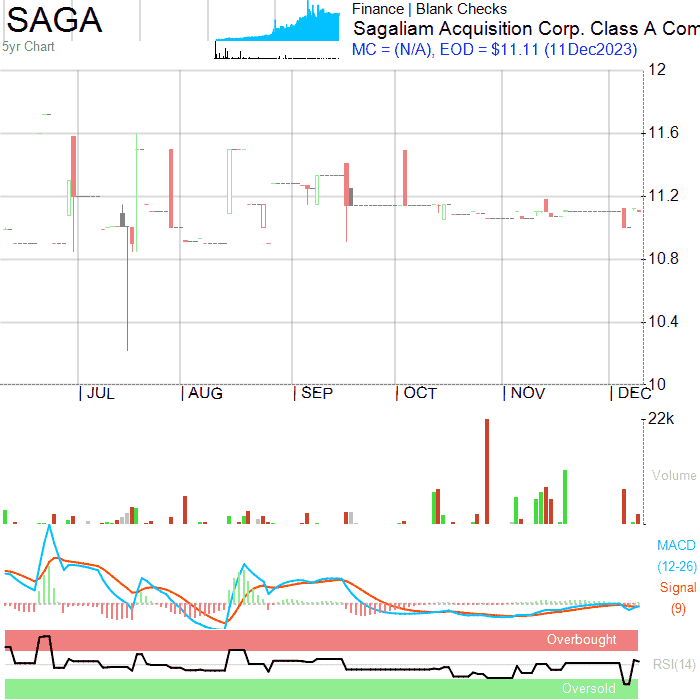 SAGA
5yr Chart
Finance | Blank Checks
Sagaliam Acquisition Corp. Class A Com
MC = (N/A), EOD = $11.11 (11Dec2023)
12
11.6
11.2
10.8
10.4
10
| JUL | AUG | SEP | OCT | NOV | DEC
22k
Volume
MACD
(12-26)
Signal
(9)
Overbought
RSI(14)
Oversold